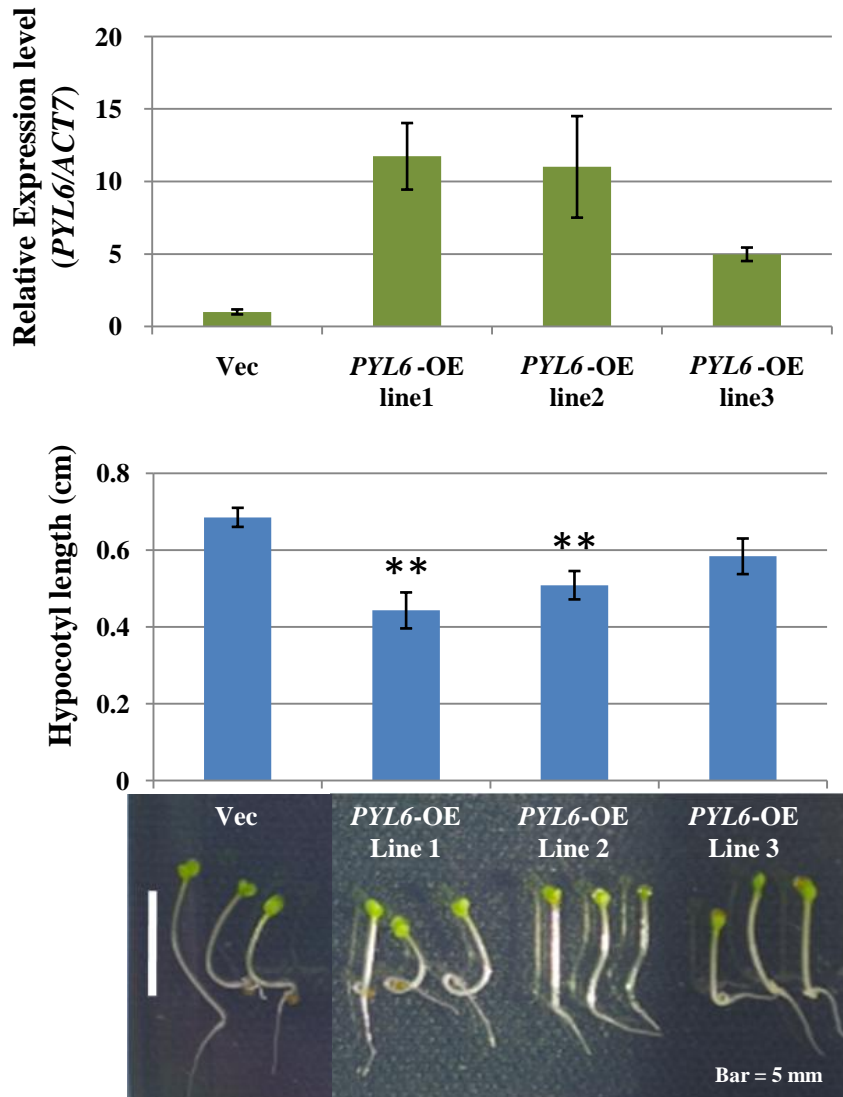 Relative Expression level
(PYL6/ACT7)
20
15
10
5
0
Vec
PYL6-OE
line1
PYL6-OE
line2
PYL6-OE
line3
Hypocotyl length (cm)
0.8
0.6
0.4
0.2
0
**
**
Vec
PYL6-OE
Line 1
PYL6-OE
Line 2
PYL6-OE
Line 3
Bar = 5 mm